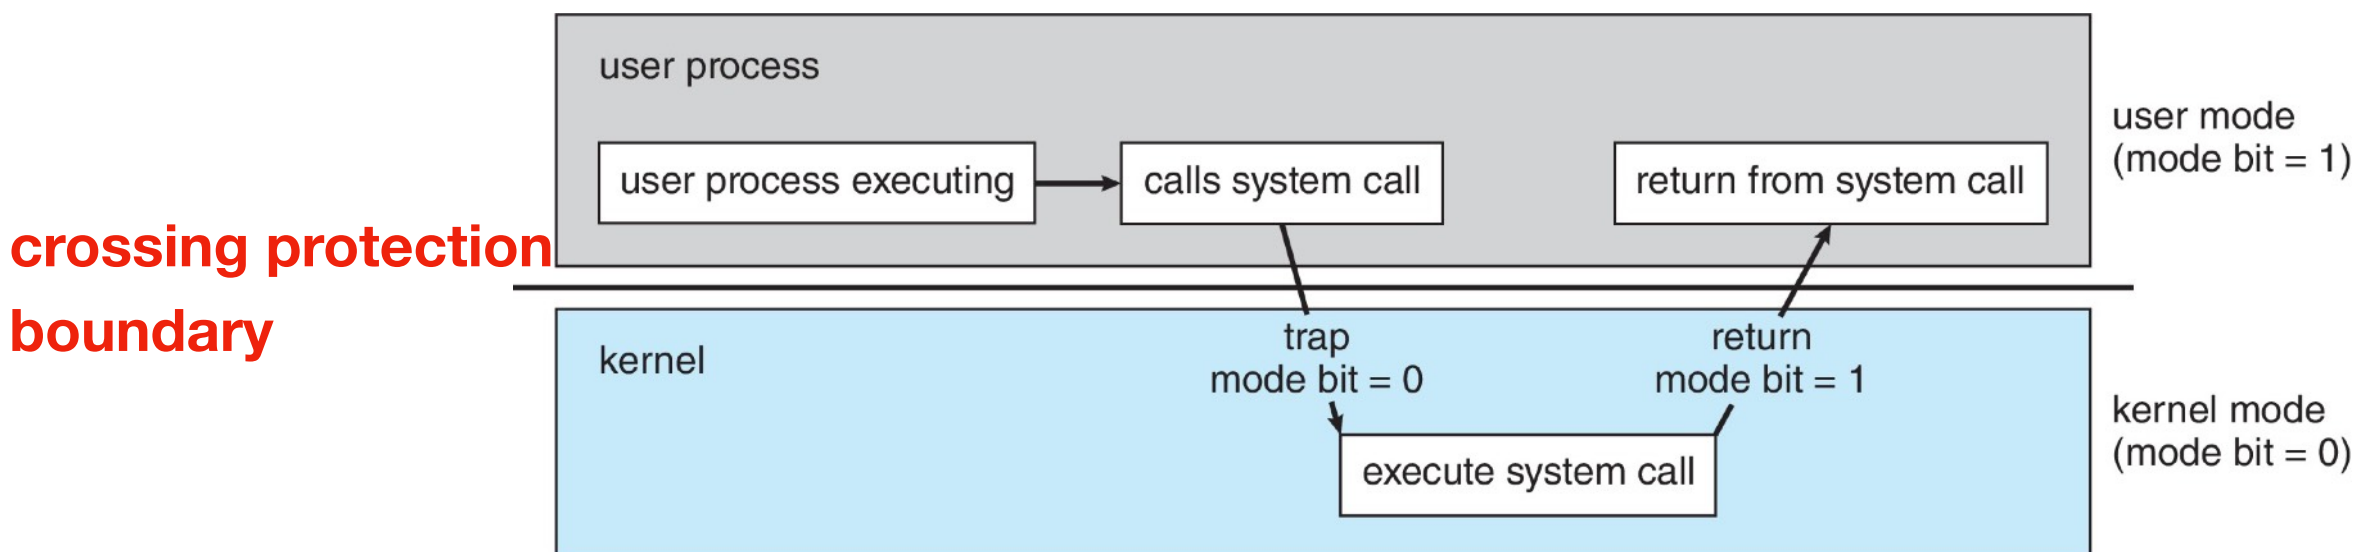 user process
user process executing
calls system call
return from system call
user mode
(mode bit = 1)
crossing protection
boundary
kernel
trap
mode bit = 0
return
mode bit = 1
execute system call
kernel mode
(mode bit = 0)